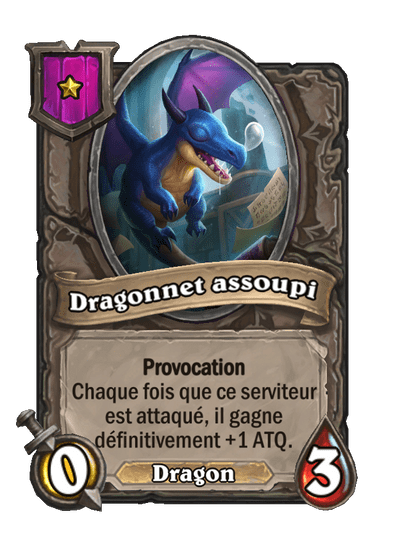 Dragonnet assoupi
Provocation
Chaque fois que ce serviteur
est attaqué, il gagne
définitivement +1 ATQ.
0
Dragon
3